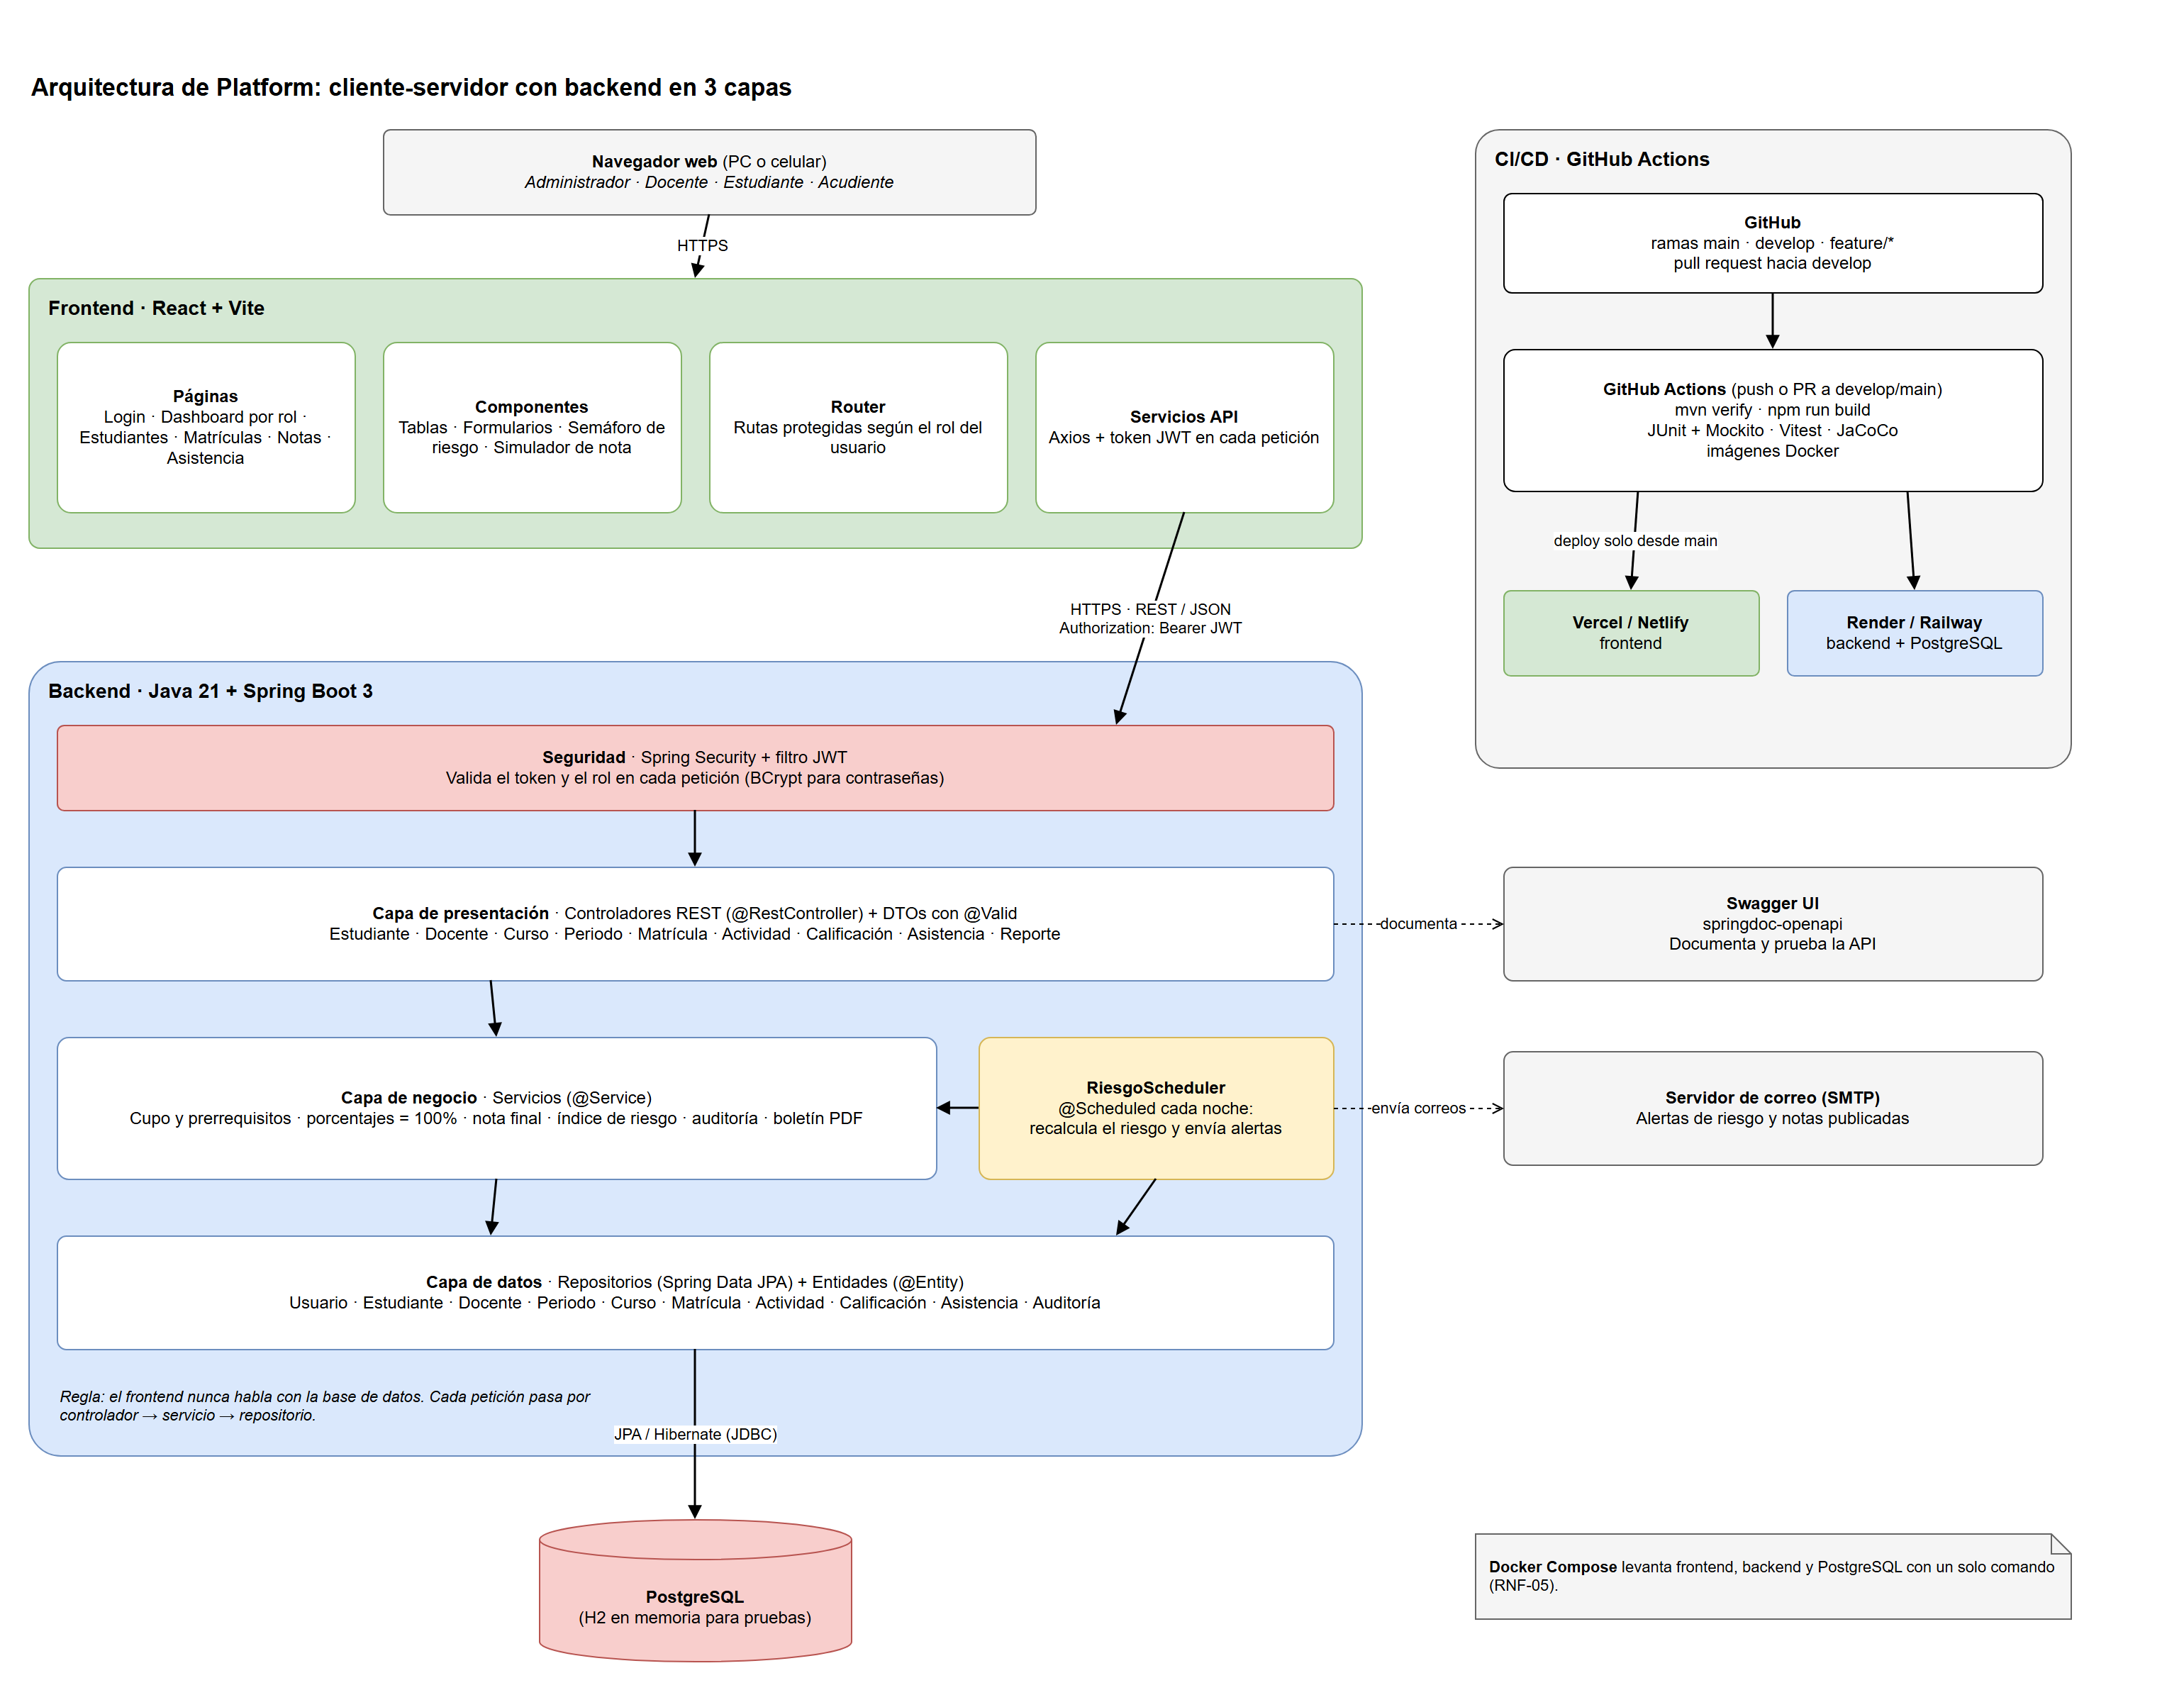 Arquitectura de Platform: cliente-servidor con backend en 3 capas
Navegador web (PC o celular)
Administrador · Docente · Estudiante · Acudiente
HTTPS
Frontend · React + Vite
Páginas
Login · Dashboard por rol ·
Estudiantes · Matrículas · Notas ·
Asistencia
Componentes
Tablas · Formularios · Semáforo de
riesgo · Simulador de nota
Router
Rutas protegidas según el rol del
usuario
Servicios API
Axios + token JWT en cada petición
HTTPS · REST / JSON
Authorization: Bearer JWT
Backend · Java 21 + Spring Boot 3
Seguridad · Spring Security + filtro JWT
Valida el token y el rol en cada petición (BCrypt para contraseñas)
Capa de presentación · Controladores REST (@RestController) + DTOs con @Valid
Estudiante · Docente · Curso · Periodo · Matrícula · Actividad · Calificación · Asistencia · Reporte
Capa de negocio · Servicios (@Service)
Cupo y prerrequisitos · porcentajes = 100% · nota final · índice de riesgo · auditoría · boletín PDF
RiesgoScheduler
@Scheduled cada noche:
recalcula el riesgo y envía alertas
Capa de datos · Repositorios (Spring Data JPA) + Entidades (@Entity)
Usuario · Estudiante · Docente · Periodo · Curso · Matrícula · Actividad · Calificación · Asistencia · Auditoría
Regla: el frontend nunca habla con la base de datos. Cada petición pasa por
controlador → servicio → repositorio.
JPA / Hibernate (JDBC)
PostgreSQL
(H2 en memoria para pruebas)
CI/CD · GitHub Actions
GitHub
ramas main · develop · feature/*
pull request hacia develop
GitHub Actions (push o PR a develop/main)
mvn verify · npm run build
JUnit + Mockito · Vitest · JaCoCo
imágenes Docker
deploy solo desde main
Vercel / Netlify
frontend
Render / Railway
backend + PostgreSQL
documenta
Swagger UI
springdoc-openapi
Documenta y prueba la API
envía correos
Servidor de correo (SMTP)
Alertas de riesgo y notas publicadas
Docker Compose levanta frontend, backend y PostgreSQL con un solo comando
(RNF-05).